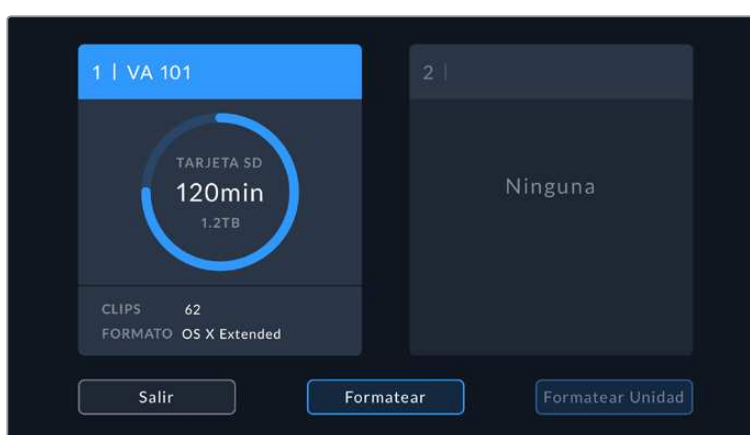 1 | VA 101
TARJETA SD
120min
1.2TB
CLIPS 62
FORMATO OS X Extended
2 |
Ninguna
Salir
Formatear
Formatear Unidad